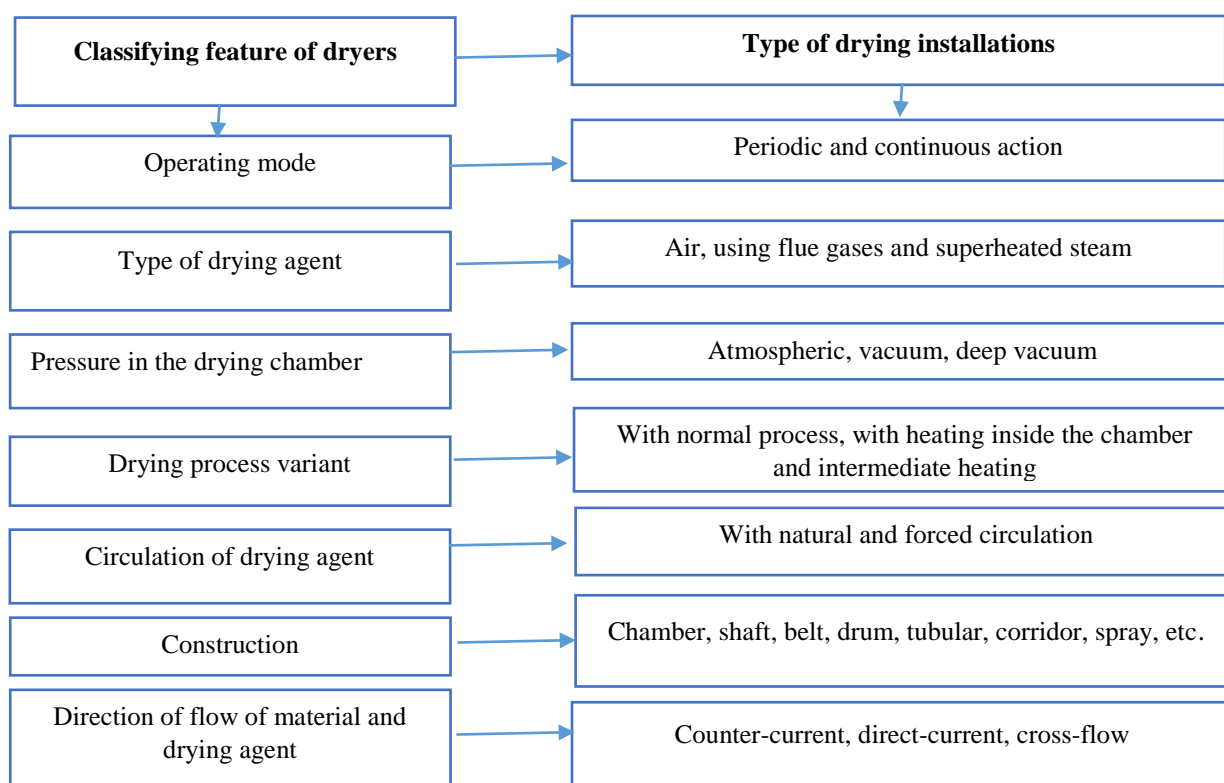 Classifying feature of dryers
Type of drying installations
Operating mode
Periodic and continuous action
Type of drying agent
Air, using flue gases and superheated steam
Pressure in the drying chamber
Atmospheric, vacuum, deep vacuum
Drying process variant
With normal process, with heating inside the chamber
and intermediate heating
Circulation of drying agent
With natural and forced circulation
Construction
Chamber, shaft, belt, drum, tubular, corridor, spray, etc.
Direction of flow of material and
drying agent
Counter-current, direct-current, cross-flow